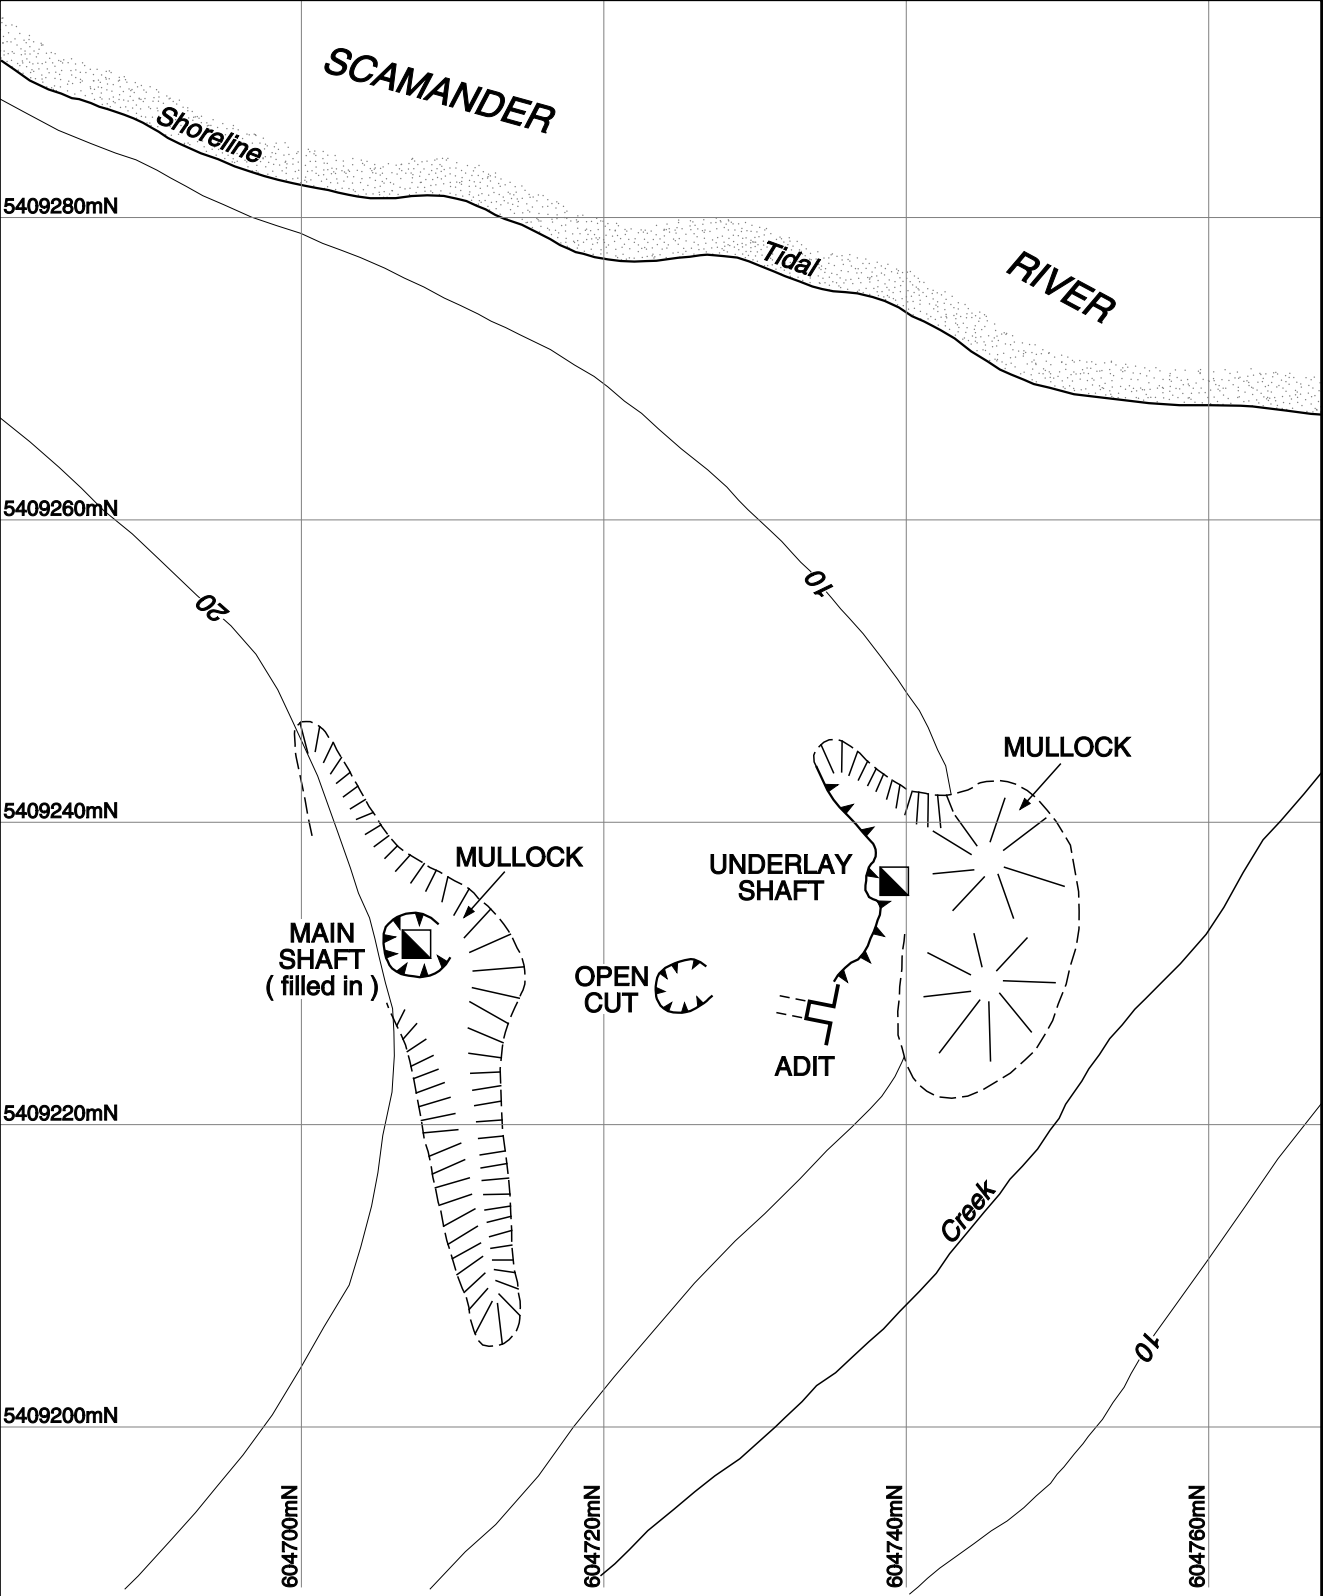 SCAMANDER
Shoreline
5409280mN
Tidal
RIVER
5409260mN
10
20
MULLOCK
5409240mN
MULLOCK
UNDERLAY
SHAFT
MAIN
SHAFT
( filled in )
OPEN
CUT
ADIT
5409220mN
Creek
10
5409200mN
604700mN
604720mN
604740mN
604760mN